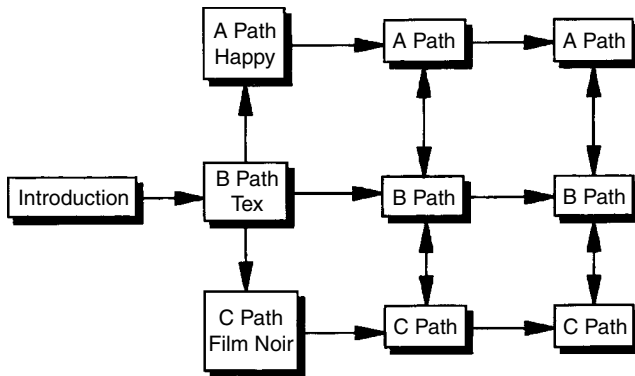 A Path
Happy
A Path
A Path
Introduction
B Path
Tex
B Path
B Path
C Path
Film Noir
C Path
C Path